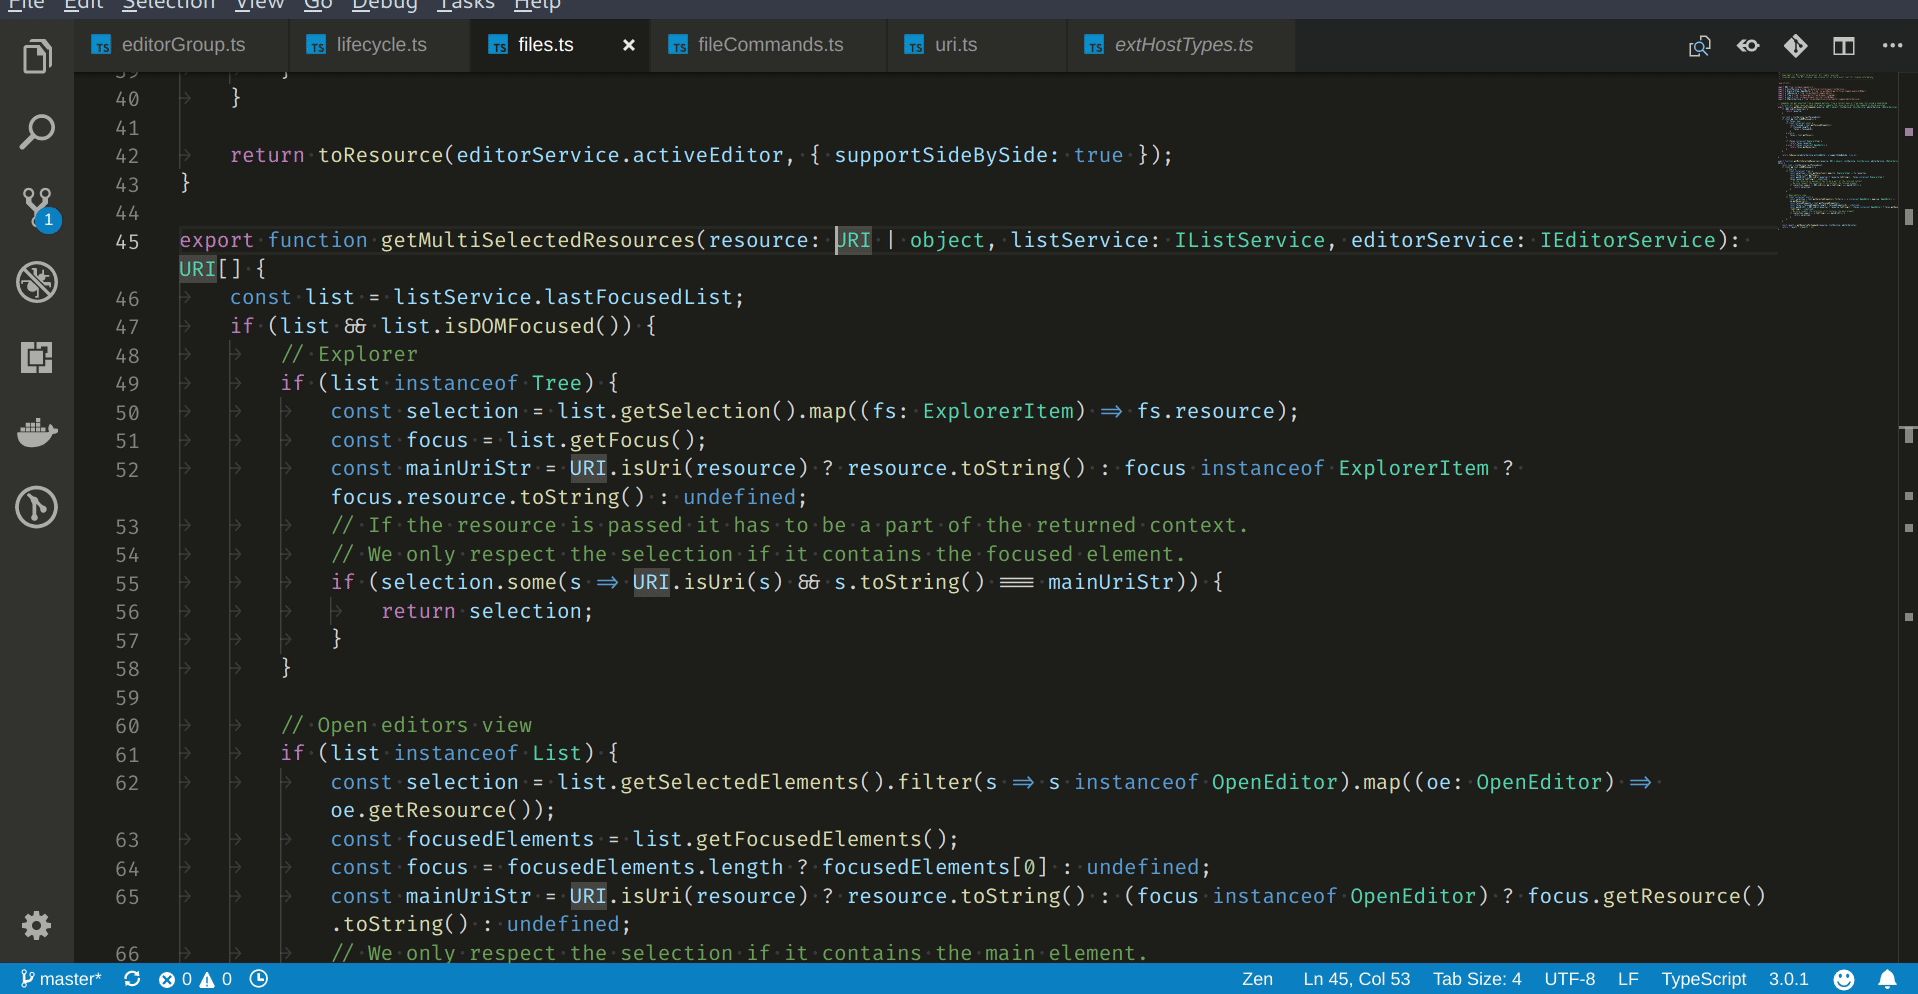 File Edit Selection View Go Debug Tasks Help
TS editorGroup.ts TS lifecycle.ts TS files.ts × TS fileCommands.ts TS uri.ts TS extHostTypes.ts
39 }
40 }
41
42 return toResource(editorService.activeEditor, { supportSideBySide: true });
43 }
44
45 export function getMultiSelectedResources(resource: URI | object, listService: IListService, editorService: IEditorService):
URI[] {
46 const list = listService.lastFocusedList;
47 if (list && list.isDOMFocused()) {
48 // Explorer
49 if (list instanceof Tree) {
50 const selection = list.getSelection().map((fs: ExplorerItem) => fs.resource);
51 const focus = list.getFocus();
52 const mainUriStr = URI.isUri(resource) ? resource.toString() : focus instanceof ExplorerItem ?
focus.resource.toString() : undefined;
53 // If the resource is passed it has to be a part of the returned context.
54 // We only respect the selection if it contains the focused element.
55 if (selection.some(s => URI.isUri(s) && s.toString() === mainUriStr)) {
56 return selection;
57 }
58 }
59
60 // Open editors view
61 if (list instanceof List) {
62 const selection = list.getSelectedElements().filter(s => s instanceof OpenEditor).map((oe: OpenEditor) =>
oe.getResource());
63 const focusedElements = list.getFocusedElements();
64 const focus = focusedElements.length ? focusedElements[0] : undefined;
65 const mainUriStr = URI.isUri(resource) ? resource.toString() : (focus instanceof OpenEditor) ? focus.getResource()
.toString() : undefined;
66 // We only respect the selection if it contains the main element.
1
master* 0 0 Zen Ln 45, Col 53 Tab Size: 4 UTF-8 LF TypeScript 3.0.1